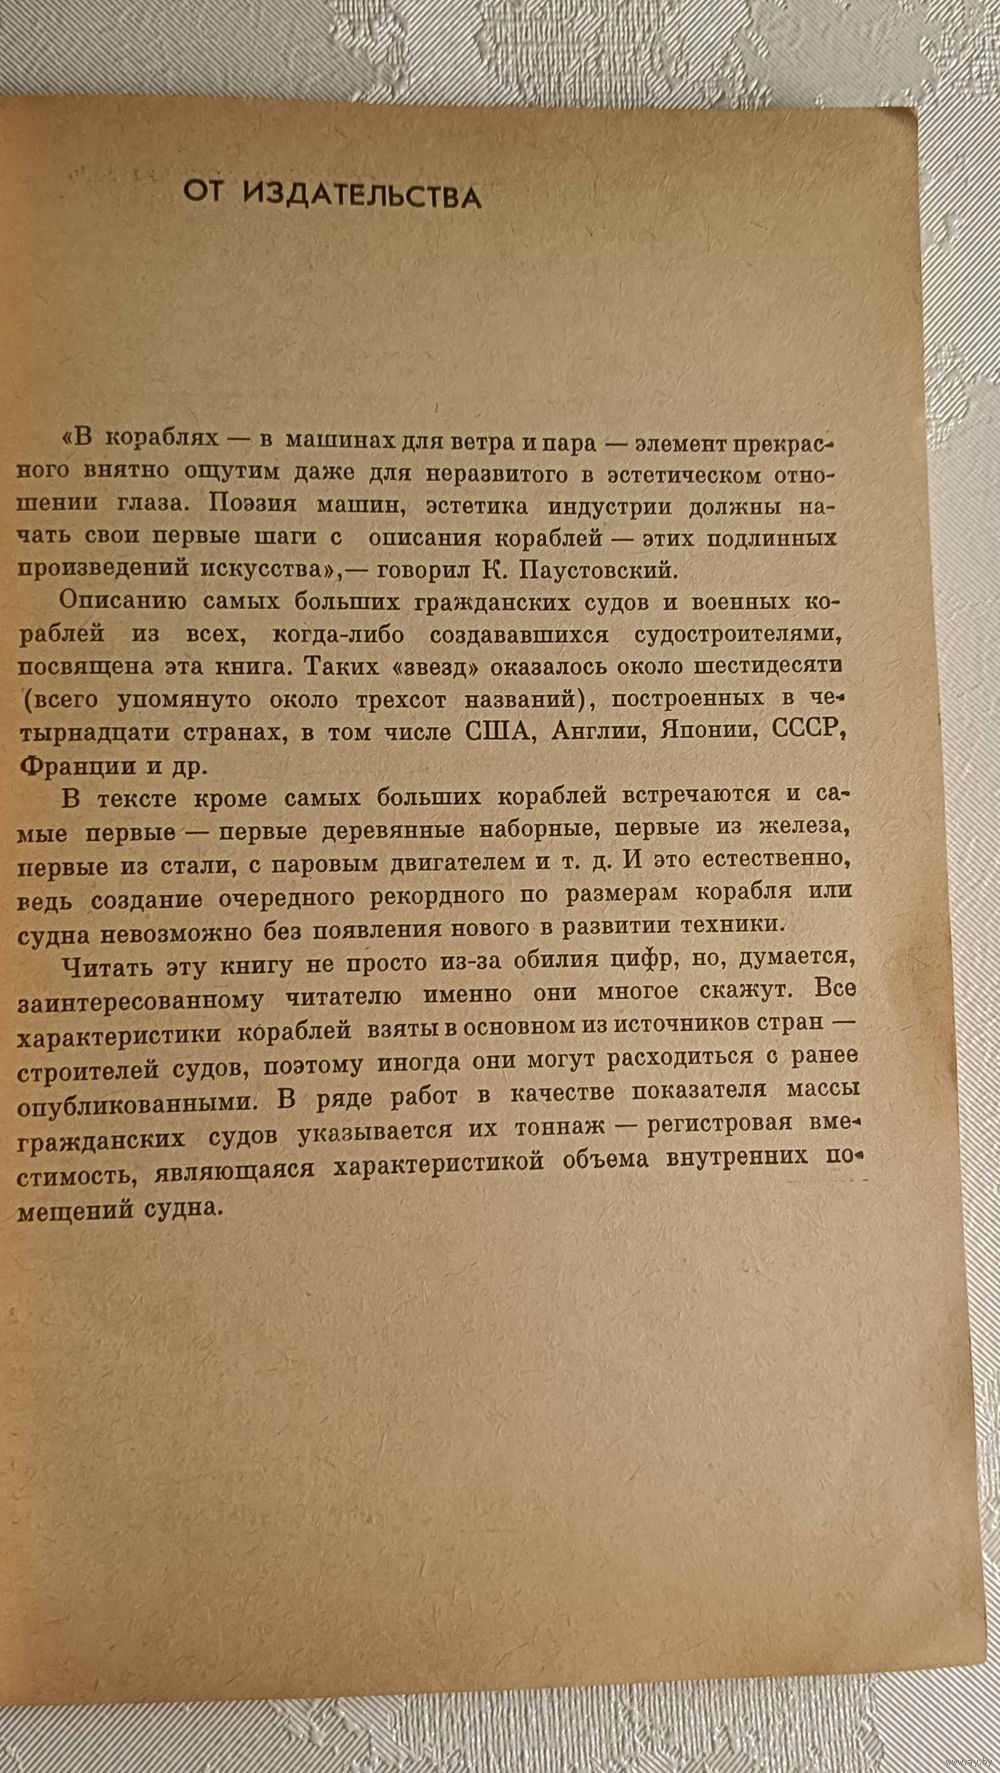 ОТ ИЗДАТЕЛЬСТВА
«В кораблях — в машинах для ветра и пара — элемент прекрас-
ного внятно ощутим даже для неразвитого в эстетическом отно-
шении глаза. Поэзия машин, эстетика индустрии должны на-
чать свои первые шаги с описания кораблей — этих подлинных
произведений искусства»,— говорил К. Паустовский.
Описанию самых больших гражданских судов и военных ко-
раблей из всех, когда-либо создававшихся судостроителями,
посвящена эта книга. Таких «звезд» оказалось около шестидесяти
(всего упомянуто около трехсот названий), построенных в че-
тырнадцати странах, в том числе США, Англии, Японии, СССР,
Франции и др.
В тексте кроме самых больших кораблей встречаются и са-
мые первые — первые деревянные наборные, первые из железа,
первые из стали, с паровым двигателем и т. д. И это естественно,
ведь создание очередного рекордного по размерам корабля или
судна невозможно без появления нового в развитии техники.
Читать эту книгу не просто из-за обилия цифр, но, думается,
заинтересованному читателю именно они многое скажут. Все
характеристики кораблей взяты в основном из источников стран —
строителей судов, поэтому иногда они могут расходиться с ранее
опубликованными. В ряде работ в качестве показателя массы
гражданских судов указывается их тоннаж — регистровая вме-
стимость, являющаяся характеристикой объема внутренних по-
мещений судна.
www.ay.by